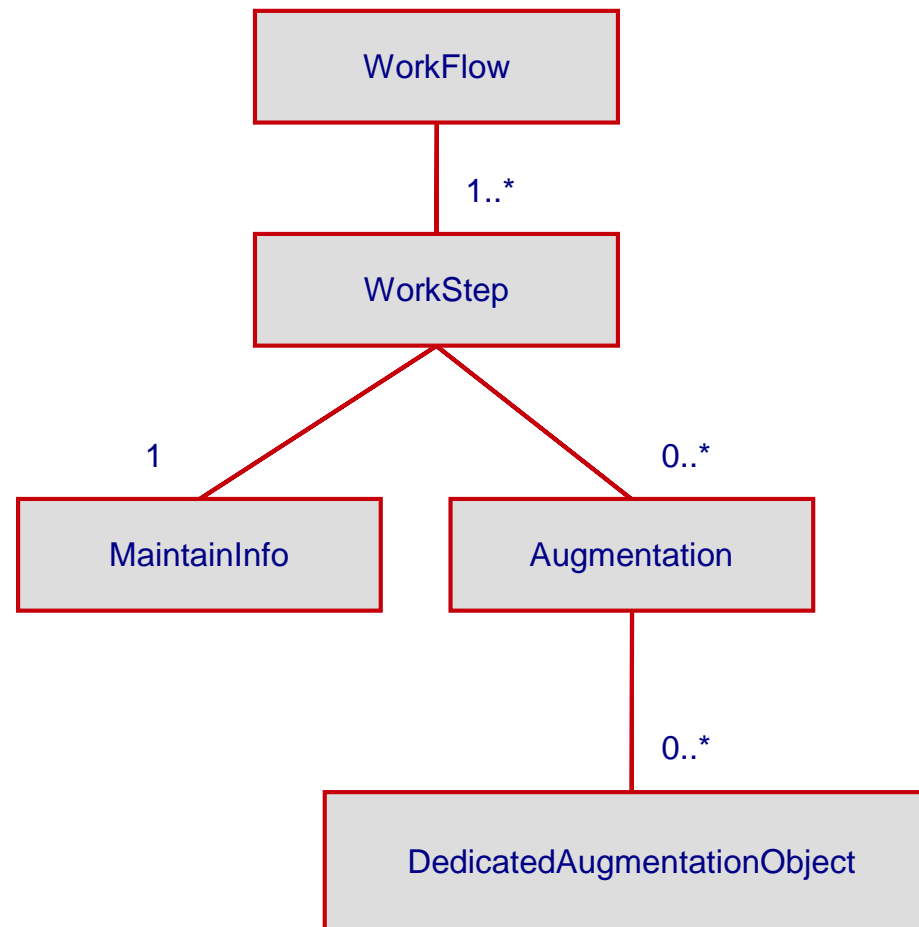 WorkFlow
1..*
WorkStep
1
0..*
MaintainInfo
Augmentation
0..*
DedicatedAugmentationObject